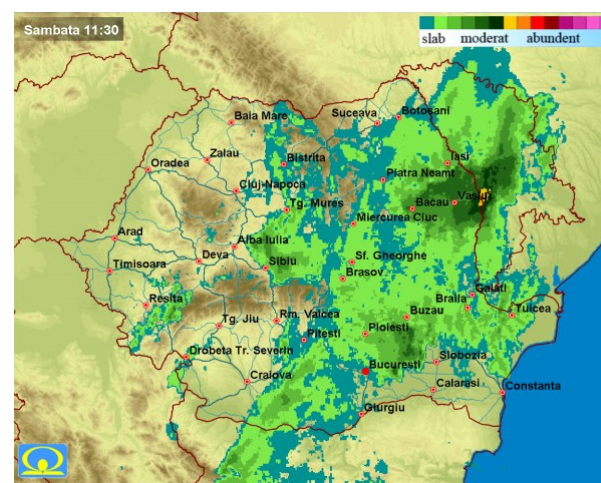 Sambata 11:30
slab moderat abundent
Botosani
Suceava
Baia Mare
Iasi
Zalau
Bistrita
Oradea
Piatra Neamt
Cluj-Napoca
Vaslui
Bacau
Tg. Mures
Miercurea Ciuc
Arad
Alba Iulia
Deva
Sf. Gheorghe
Sibiu
Timisoara
Brasov
Galati
Resita
Braila
Tulcea
Rm. Valcea
Buzau
Tg. Jiu
Ploiesti
Pitesti
Drobeta Tr. Severin
Slobozia
Bucuresti
Craiova
Calarasi
Constanta
Giurgiu